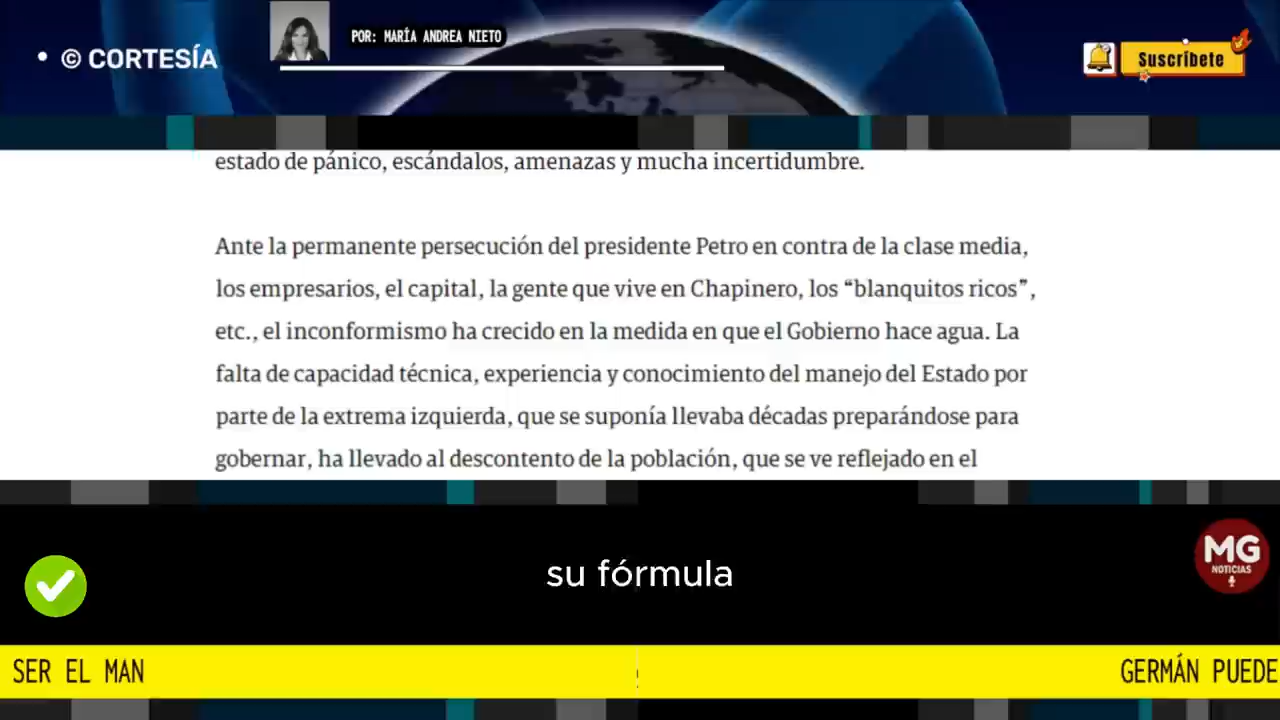 • © CORTESÍA
POR: MARÍA ANDREA NIETO
Suscríbete
estado de pánico, escándalos, amenazas y mucha incertidumbre.
Ante la permanente persecución del presidente Petro en contra de la clase media,
los empresarios, el capital, la gente que vive en Chapinero, los “blanquitos ricos”,
etc., el inconformismo ha crecido en la medida en que el Gobierno hace agua. La
falta de capacidad técnica, experiencia y conocimiento del manejo del Estado por
parte de la extrema izquierda, que se suponía llevaba décadas preparándose para
gobernar, ha llevado al descontento de la población, que se ve reflejado en el
su fórmula
MG
NOTICIAS
SER EL MAN
GERMÁN PUEDE